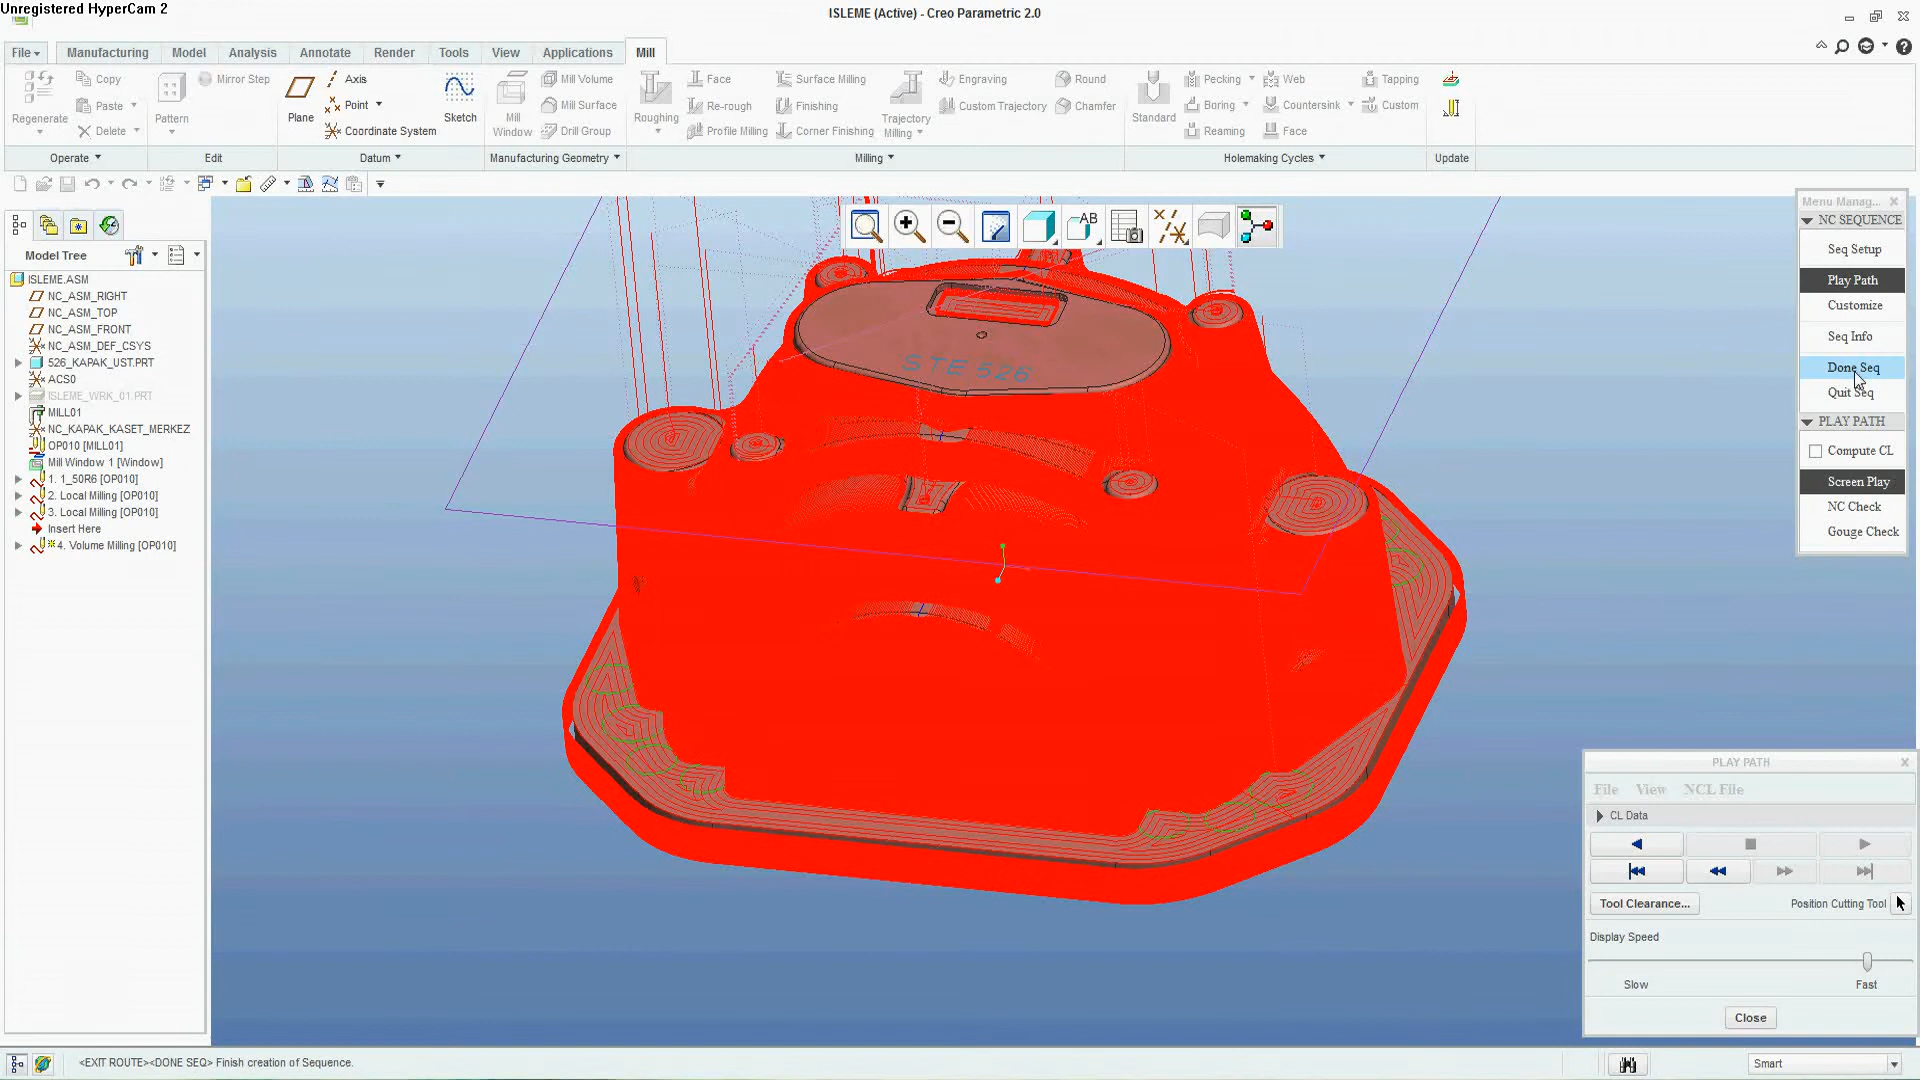 Unregistered HyperCam 2
ISLEME (Active) - Creo Parametric 2.0
File Manufacturing Model Analysis Annotate Render Tools View Applications Mill
Copy Mirror Step Axis Mill Volume Face Surface Milling Engraving Round Pecking Web Tapping
Paste Point Mill Surface Re-rough Finishing Custom Trajectory Chamfer Boring Countersink Custom
Regenerate Pattern Plane Sketch Mill Window Roughing Trajectory Milling Standard
Delete Coordinate System Drill Group Profile Milling Corner Finishing Reaming Face
Operate Edit Datum Manufacturing Geometry Milling Holemaking Cycles Update
AB
Model Tree
ISLEME.ASM
NC_ASM_RIGHT
NC_ASM_TOP
NC_ASM_FRONT
NC_ASM_DEF_CSYS
526_KAPAK_UST.PRT
ACS0
ISLEME_WRK_01.PRT
MILL01
NC_KAPAK_KASET_MERKEZ
OP010 [MILL01]
Mill Window 1 [Window]
1. 1_50R6 [OP010]
2. Local Milling [OP010]
3. Local Milling [OP010]
Insert Here
4. Volume Milling [OP010]
STE 526
Menu Manag...
NC SEQUENCE
Seq Setup
Play Path
Customize
Seq Info
Done Seq
Quit Seq
PLAY PATH
Compute CL
Screen Play
NC Check
Gouge Check
PLAY PATH
File View NCL File
CL Data
Tool Clearance... Position Cutting Tool
Display Speed
Slow Fast
Close
<EXIT ROUTE><DONE SEQ> Finish creation of Sequence.
Smart